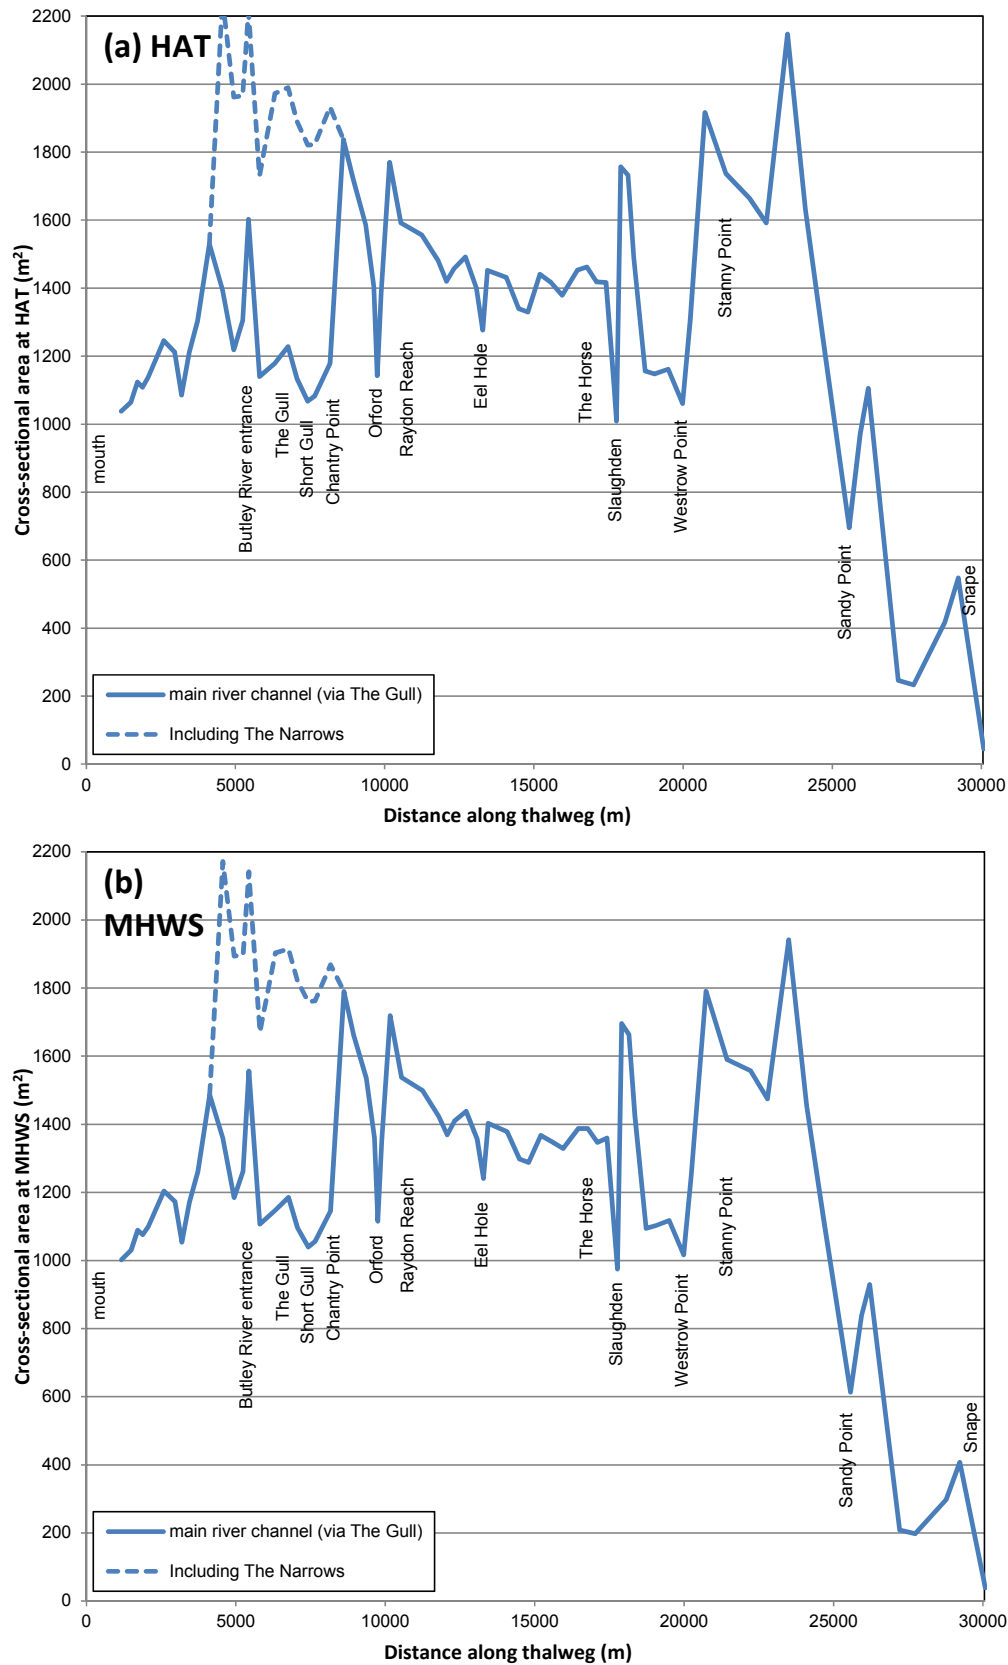 (a) HAT
2200
2000
1800
1600
1400
1200
1000
800
600
400
200
0
Cross-sectional area at HAT (m²)
mouth
Butley River entrance
The Gull
Short Gull
Chantry Point
Orford
Raydon Reach
Eel Hole
The Horse
Slaughden
Westrow Point
Stanny Point
Sandy Point
Snape
main river channel (via The Gull)
Including The Narrows
0 5000 10000 15000 20000 25000 30000
Distance along thalweg (m)
(b)
MHWS
2200
2000
1800
1600
1400
1200
1000
800
600
400
200
0
Cross-sectional area at MHWS (m²)
mouth
Butley River entrance
The Gull
Short Gull
Chantry Point
Orford
Raydon Reach
Eel Hole
The Horse
Slaughden
Westrow Point
Stanny Point
Sandy Point
Snape
main river channel (via The Gull)
Including The Narrows
0 5000 10000 15000 20000 25000 30000
Distance along thalweg (m)